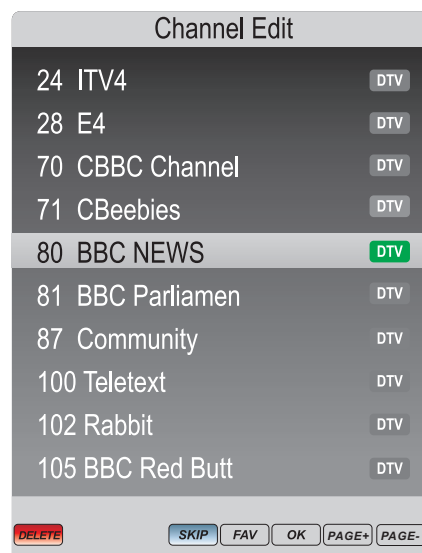 Channel Edit
24 ITV4 DTV
28 E4 DTV
70 CBBC Channel DTV
71 CBeebies DTV
80 BBC NEWS DTV
81 BBC Parliamen DTV
87 Community DTV
100 Teletext DTV
102 Rabbit DTV
105 BBC Red Butt DTV
DELETE SKIP FAV OK PAGE+ PAGE-